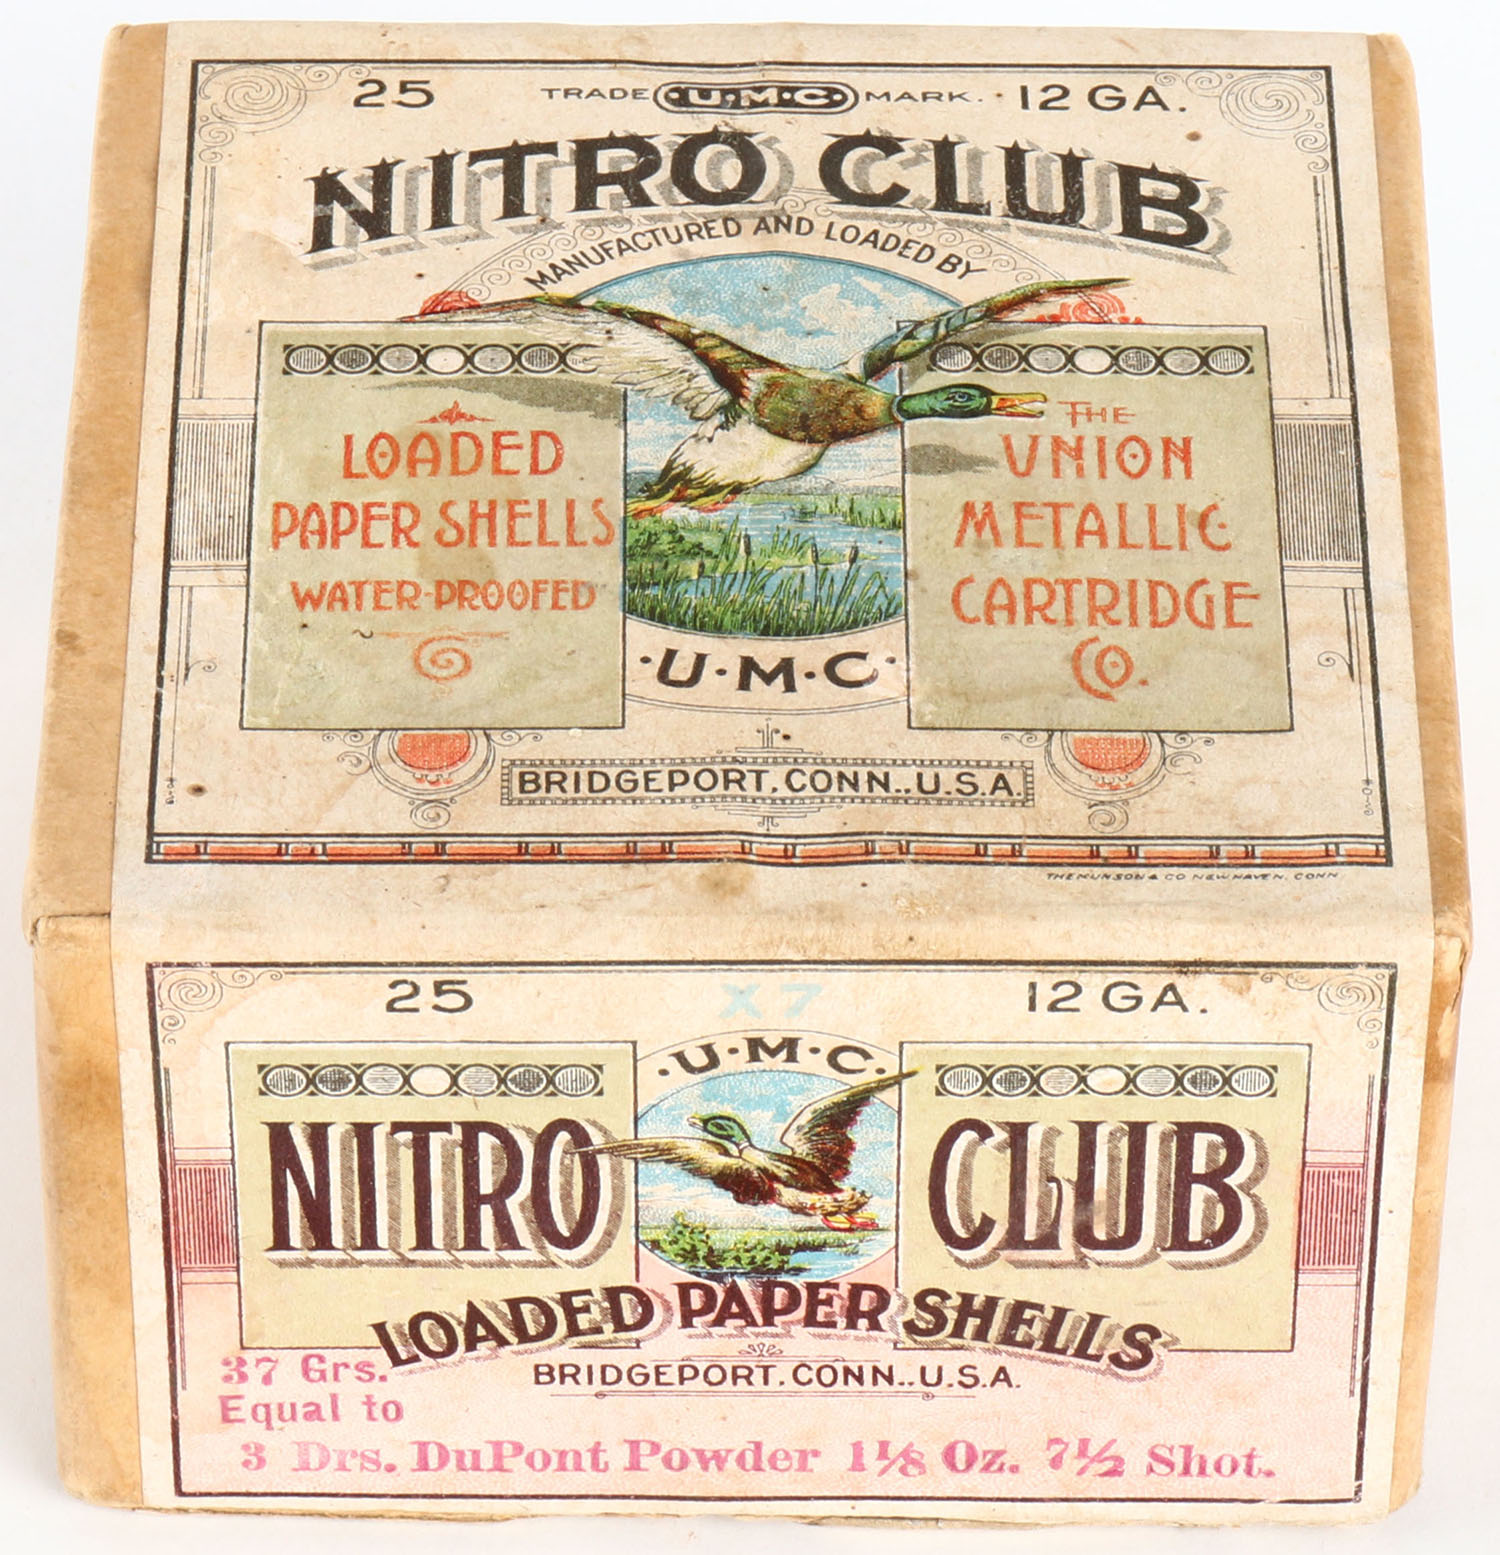 25 TRADE U·M·C· MARK. 12 GA.
NITRO CLUB
MANUFACTURED AND LOADED BY
LOADED
PAPER SHELLS
WATER-PROOFED
THE
UNION
METALLIC
CARTRIDGE
CO.
·U·M·C·
BRIDGEPORT, CONN., U.S.A.
THE MUNSON & CO NEW HAVEN, CONN.
25 X7 12 GA.
·U·M·C·
NITRO CLUB
LOADED PAPER SHELLS
BRIDGEPORT, CONN., U.S.A.
37 Grs.
Equal to
3 Drs. DuPont Powder 1⅛ Oz. 7½ Shot.